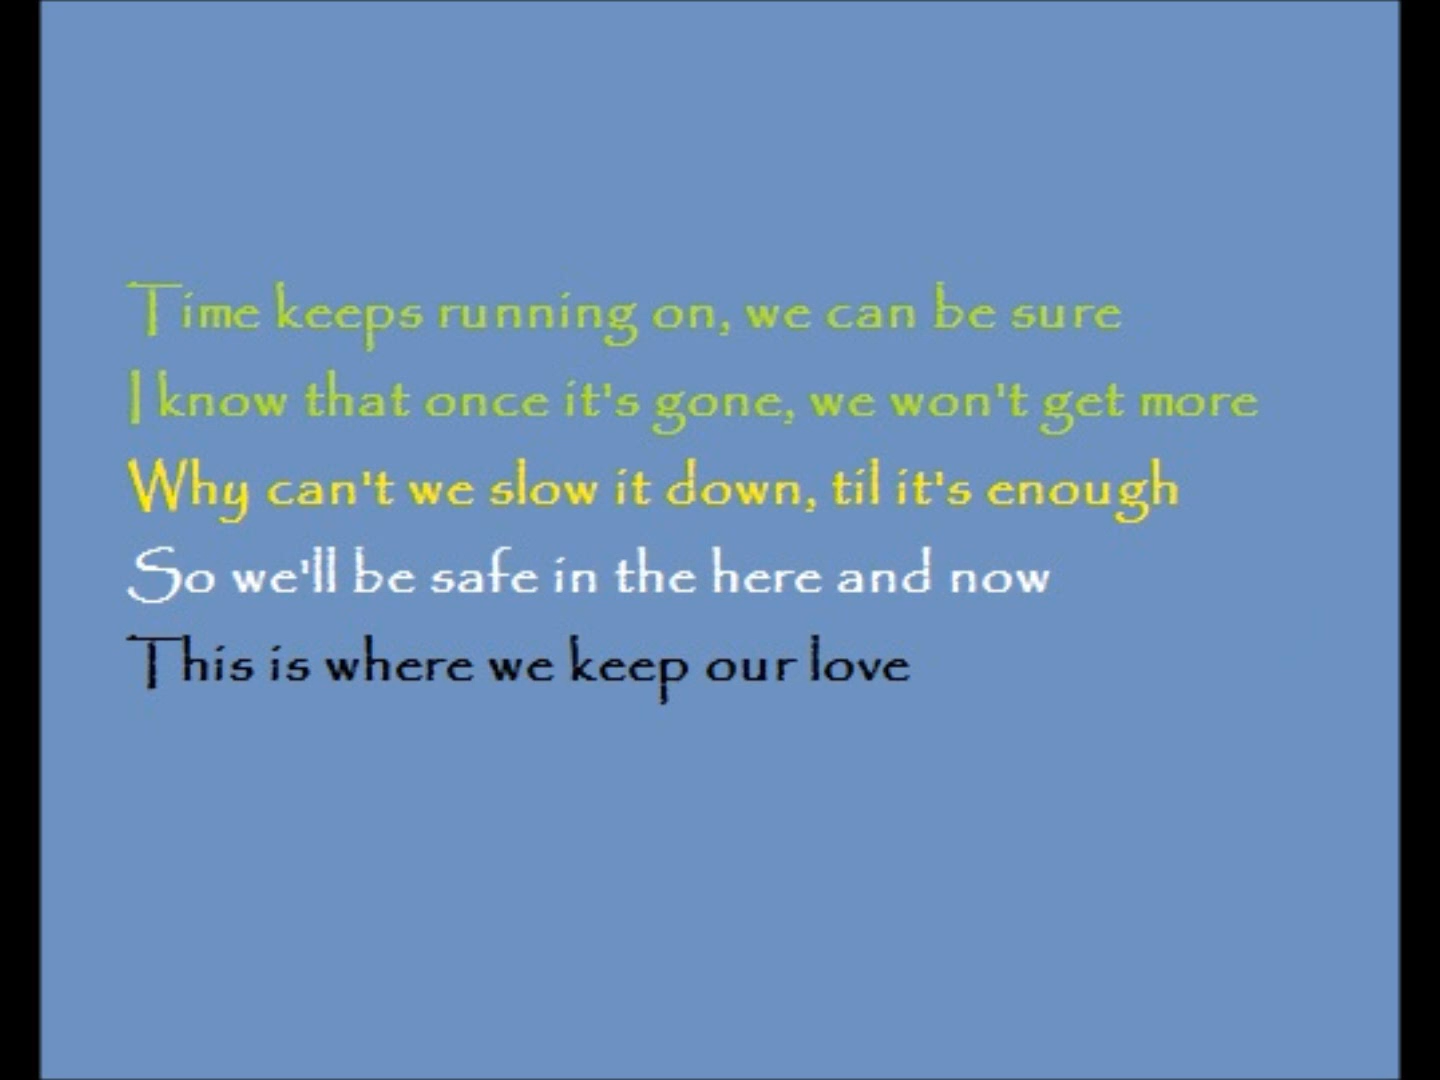 Time keeps running on, we can be sure
I know that once it's gone, we won't get more
Why can't we slow it down, til it's enough
So we'll be safe in the here and now
This is where we keep our love